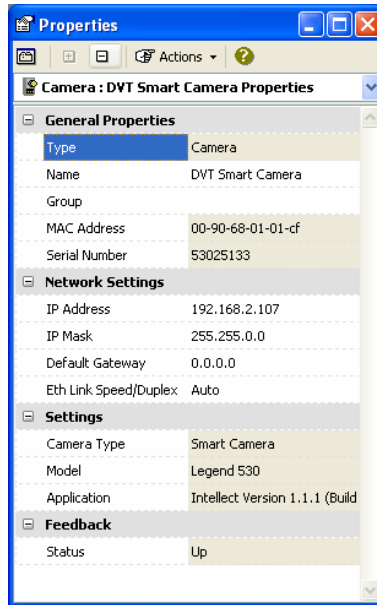 Properties
Actions
Camera : DVT Smart Camera Properties
General Properties
Type Camera
Name DVT Smart Camera
Group
MAC Address 00-90-68-01-01-cf
Serial Number 53025133
Network Settings
IP Address 192.168.2.107
IP Mask 255.255.0.0
Default Gateway 0.0.0.0
Eth Link Speed/Duplex Auto
Settings
Camera Type Smart Camera
Model Legend 530
Application Intellect Version 1.1.1 (Build
Feedback
Status Up